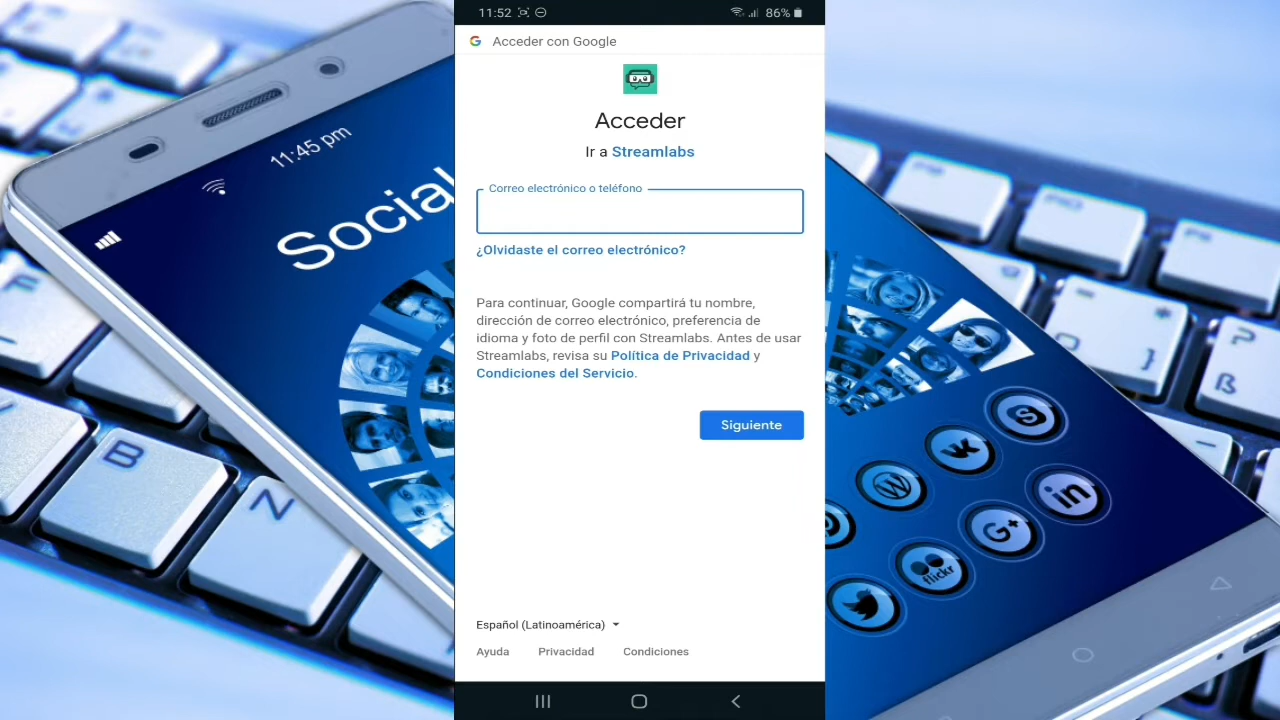 11:52
86%
Acceder con Google
Acceder
Ir a Streamlabs
Correo electrónico o teléfono
¿Olvidaste el correo electrónico?
Para continuar, Google compartirá tu nombre,
dirección de correo electrónico, preferencia de
idioma y foto de perfil con Streamlabs. Antes de usar
Streamlabs, revisa su Política de Privacidad y
Condiciones del Servicio.
Siguiente
Español (Latinoamérica)
Ayuda Privacidad Condiciones
11:45 pm
Social
F
B
N
ß
?
*
}
in
G+
flickr